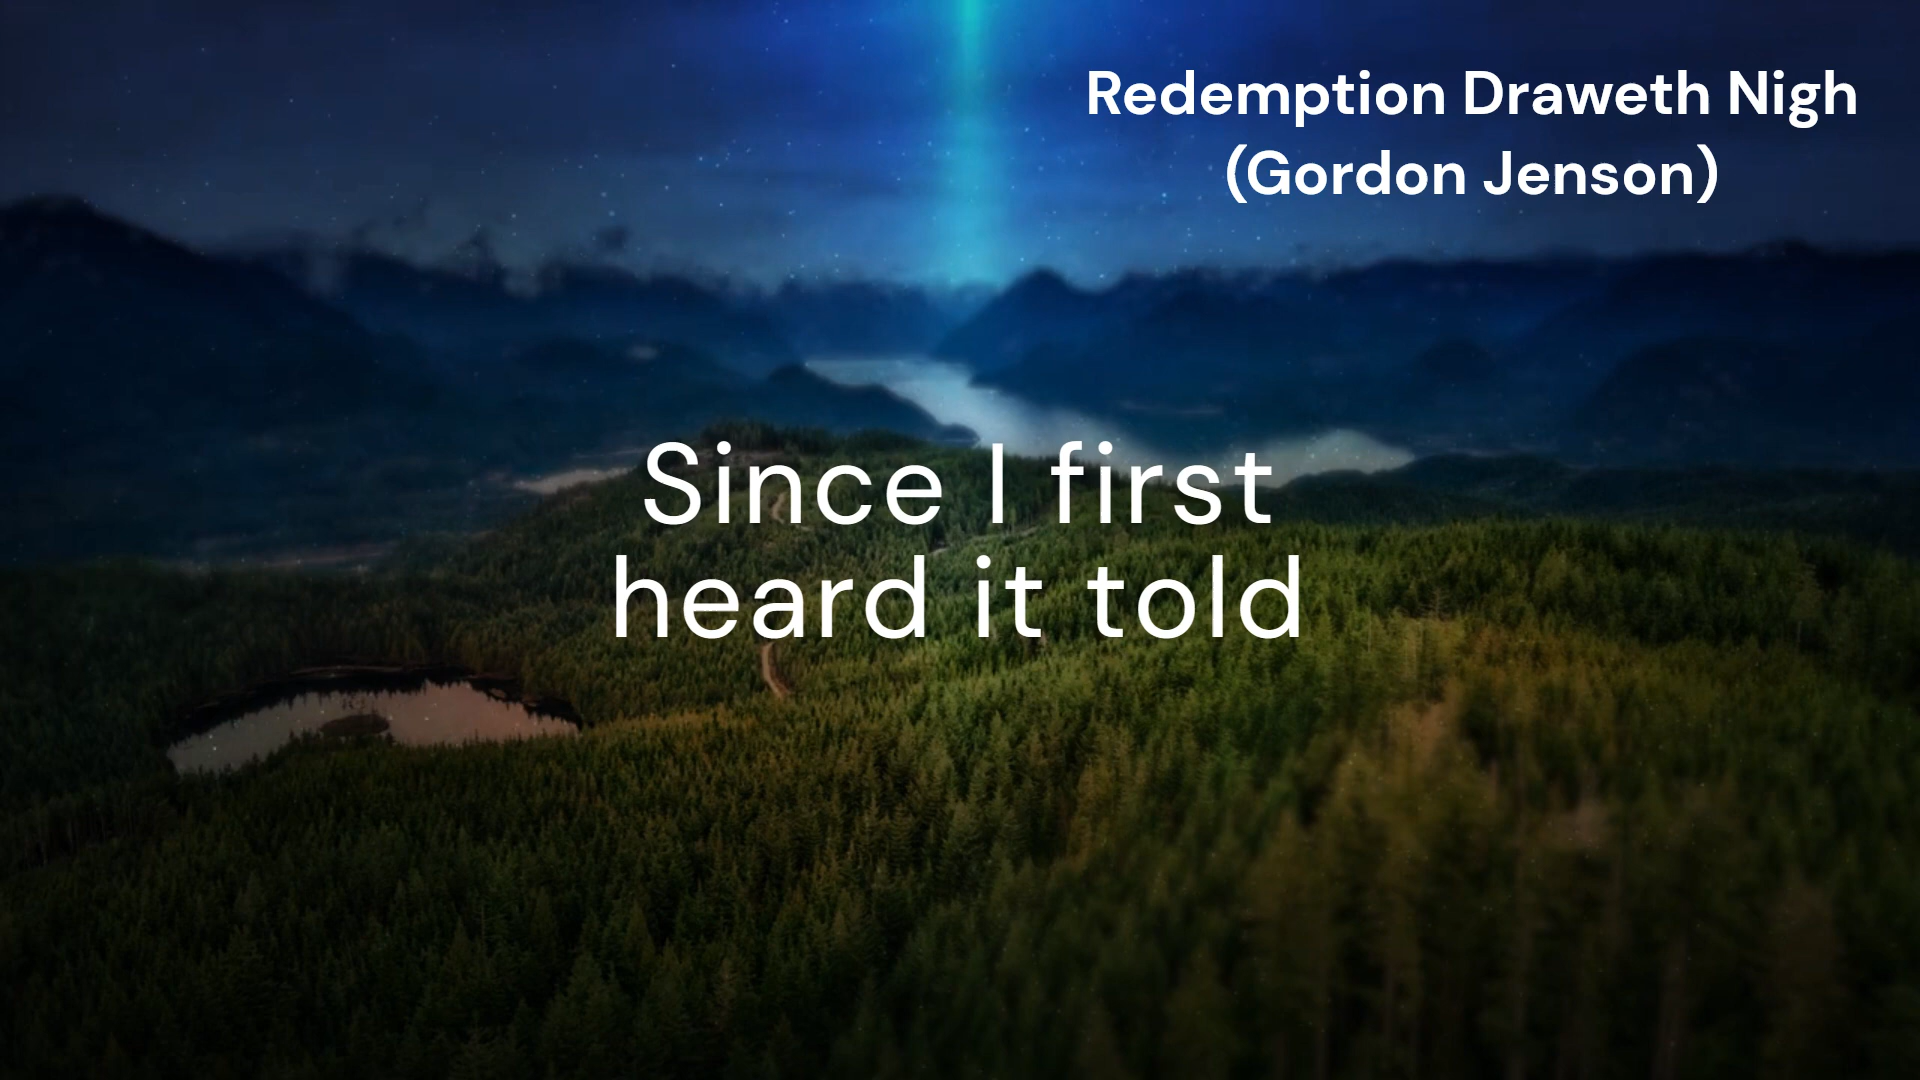 Redemption Draweth Nigh
(Gordon Jenson)
Since I first
heard it told